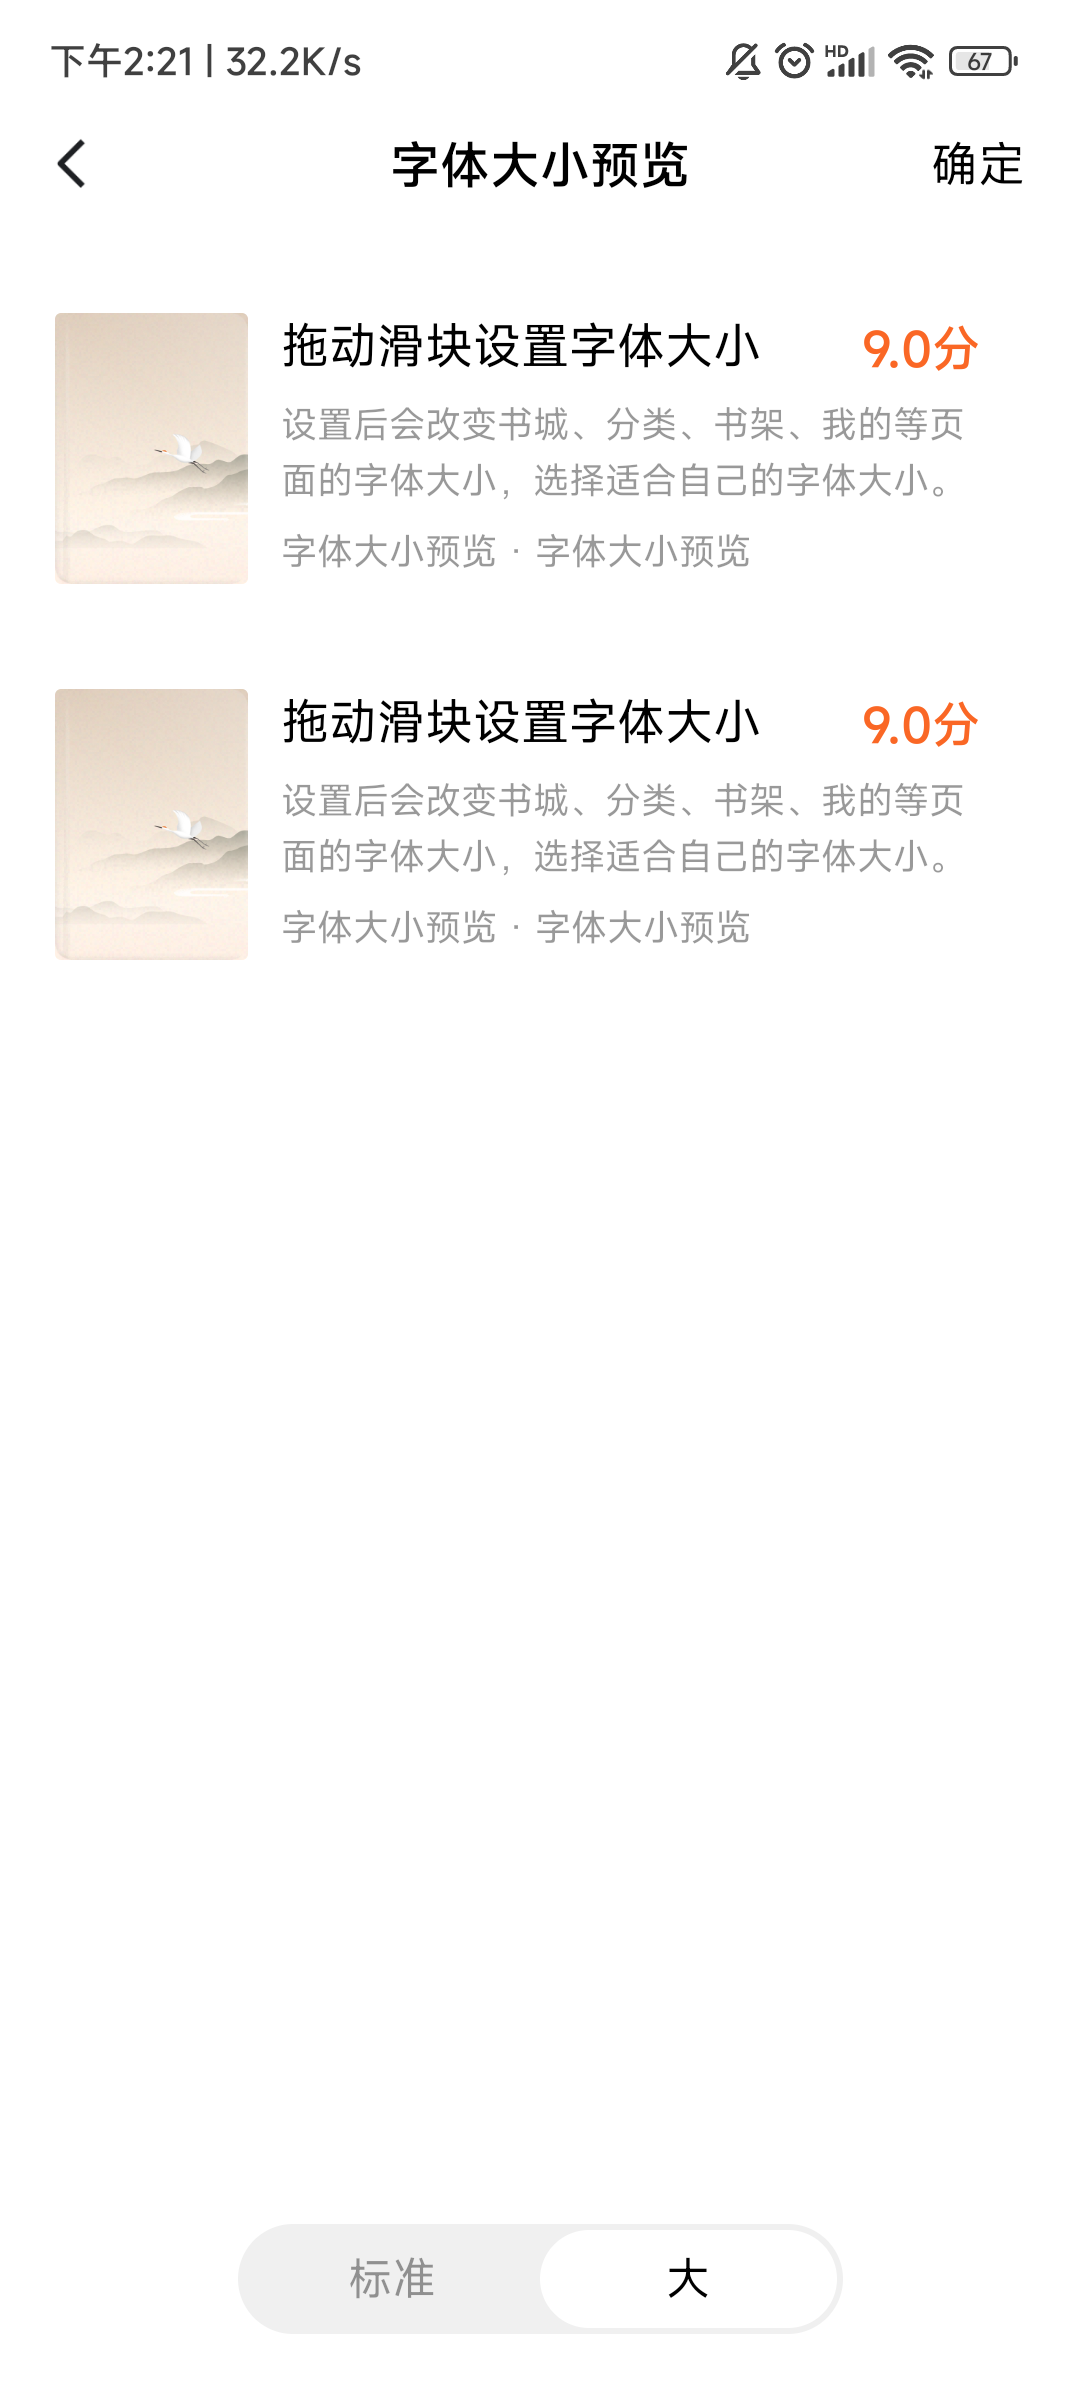 下午2:21 | 32.2K/s
HD
67
字体大小预览
确定
拖动滑块设置字体大小
9.0分
设置后会改变书城、分类、书架、我的等页
面的字体大小，选择适合自己的字体大小。
字体大小预览 · 字体大小预览
拖动滑块设置字体大小
9.0分
设置后会改变书城、分类、书架、我的等页
面的字体大小，选择适合自己的字体大小。
字体大小预览 · 字体大小预览
标准
大